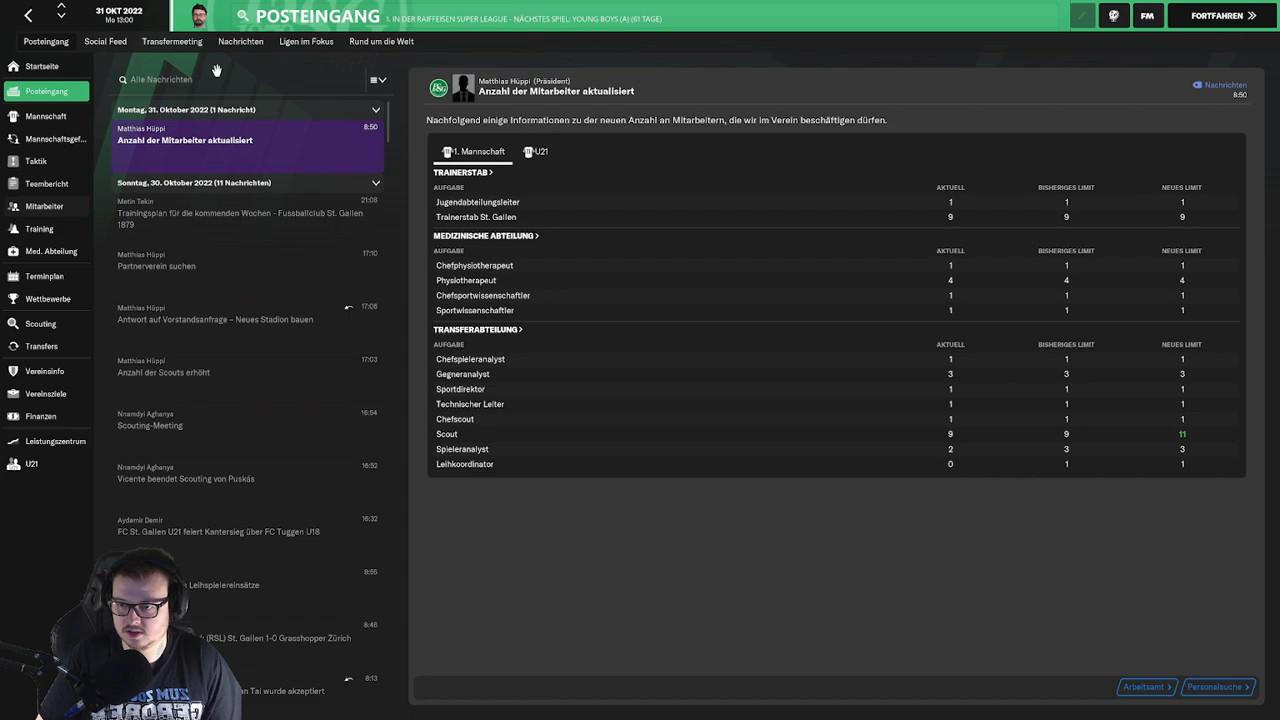 31 OKT 2022
Mo 13:00
POSTEINGANG
1. IN DER RAIFFEISEN SUPER LEAGUE - NÄCHSTES SPIEL: YOUNG BOYS (A) (61 TAGE)
FM
FORTFAHREN
Posteingang
Social Feed
Transfermeeting
Nachrichten
Ligen im Fokus
Rund um die Welt
Startseite
Posteingang
Mannschaft
Mannschaftsgef...
Taktik
Teambericht
Mitarbeiter
Training
Med. Abteilung
Terminplan
Wettbewerbe
Scouting
Transfers
Vereinsinfo
Vereinsziele
Finanzen
Leistungszentrum
U21
Alle Nachrichten
Montag, 31. Oktober 2022 (1 Nachricht)
Matthias Hüppi 8:50
Anzahl der Mitarbeiter aktualisiert
Sonntag, 30. Oktober 2022 (11 Nachrichten)
Metin Tekin 21:08
Trainingsplan für die kommenden Wochen - Fussballclub St. Gallen
1879
Matthias Hüppi 17:10
Partnerverein suchen
Matthias Hüppi 17:06
Antwort auf Vorstandsanfrage – Neues Stadion bauen
Matthias Hüppi 17:03
Anzahl der Scouts erhöht
Nnamdyi Aghanya 16:54
Scouting-Meeting
Nnamdyi Aghanya 16:52
Vicente beendet Scouting von Puskás
Aydemir Demir 16:32
FC St. Gallen U21 feiert Kantersieg über FC Tuggen U18
8:55
Leihspielereinsätze
8:46
(RSL) St. Gallen 1-0 Grasshopper Zürich
8:13
an Tai wurde akzeptiert
Matthias Hüppi (Präsident)
Anzahl der Mitarbeiter aktualisiert
Nachrichten
8:50
Nachfolgend einige Informationen zu der neuen Anzahl an Mitarbeitern, die wir im Verein beschäftigen dürfen.
1. Mannschaft
U21
TRAINERSTAB >
AUFGABE AKTUELL BISHERIGES LIMIT NEUES LIMIT
Jugendabteilungsleiter 1 1 1
Trainerstab St. Gallen 9 9 9
MEDIZINISCHE ABTEILUNG >
AUFGABE AKTUELL BISHERIGES LIMIT NEUES LIMIT
Chefphysiotherapeut 1 1 1
Physiotherapeut 4 4 4
Chefsportwissenschaftler 1 1 1
Sportwissenschaftler 1 1 1
TRANSFERABTEILUNG >
AUFGABE AKTUELL BISHERIGES LIMIT NEUES LIMIT
Chefspieleranalyst 1 1 1
Gegneranalyst 3 3 3
Sportdirektor 1 1 1
Technischer Leiter 1 1 1
Chefscout 1 1 1
Scout 9 9 11
Spieleranalyst 2 3 3
Leihkoordinator 0 1 1
Arbeitsamt >
Personalsuche >